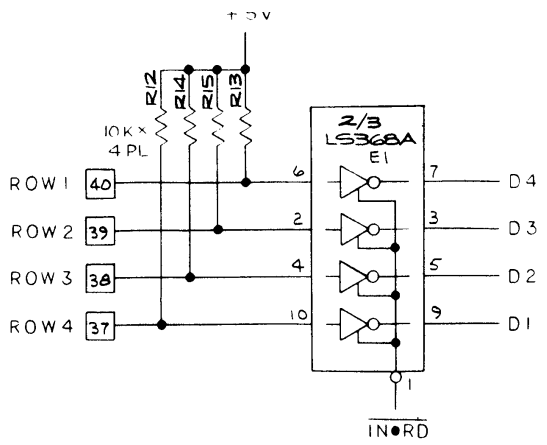 + 5V
R12
R14
R15
R13
10K x
4 PL
2/3
LS368A
E1
ROW 1 40 6 7 D4
ROW 2 39 2 3 D3
ROW 3 38 4 5 D2
ROW 4 37 10 9 D1
1
IN•RD